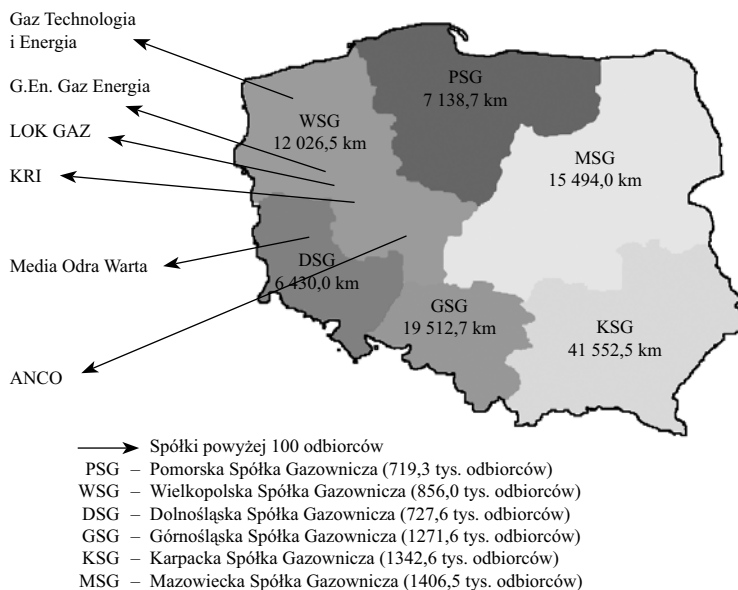 Gaz Technologia
i Energia
G.En. Gaz Energia
LOK GAZ
KRI
Media Odra Warta
ANCO
PSG
7 138,7 km
WSG
12 026,5 km
MSG
15 494,0 km
DSG
6 430,0 km
GSG
19 512,7 km
KSG
41 552,5 km
Spółki powyżej 100 odbiorców
PSG – Pomorska Spółka Gazownicza (719,3 tys. odbiorców)
WSG – Wielkopolska Spółka Gazownicza (856,0 tys. odbiorców)
DSG – Dolnośląska Spółka Gazownicza (727,6 tys. odbiorców)
GSG – Górnośląska Spółka Gazownicza (1271,6 tys. odbiorców)
KSG – Karpacka Spółka Gazownicza (1342,6 tys. odbiorców)
MSG – Mazowiecka Spółka Gazownicza (1406,5 tys. odbiorców)